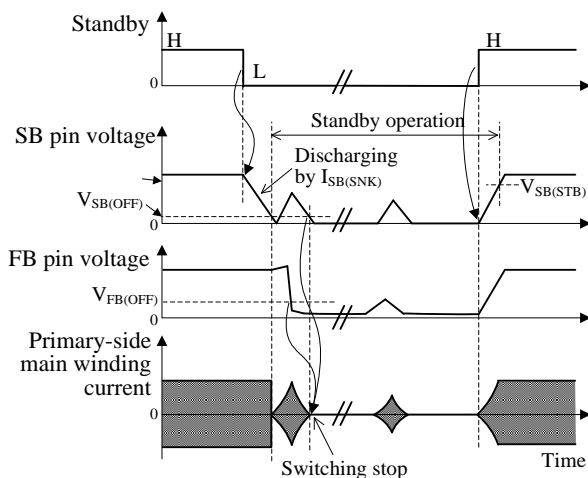 Standby
H
H
L
0
SB pin voltage
Standby operation
Discharging
by I_SB(SNK)
V_SB(STB)
V_SB(OFF)
0
FB pin voltage
V_FB(OFF)
0
Primary-side
main winding
current
0
Time
Switching stop